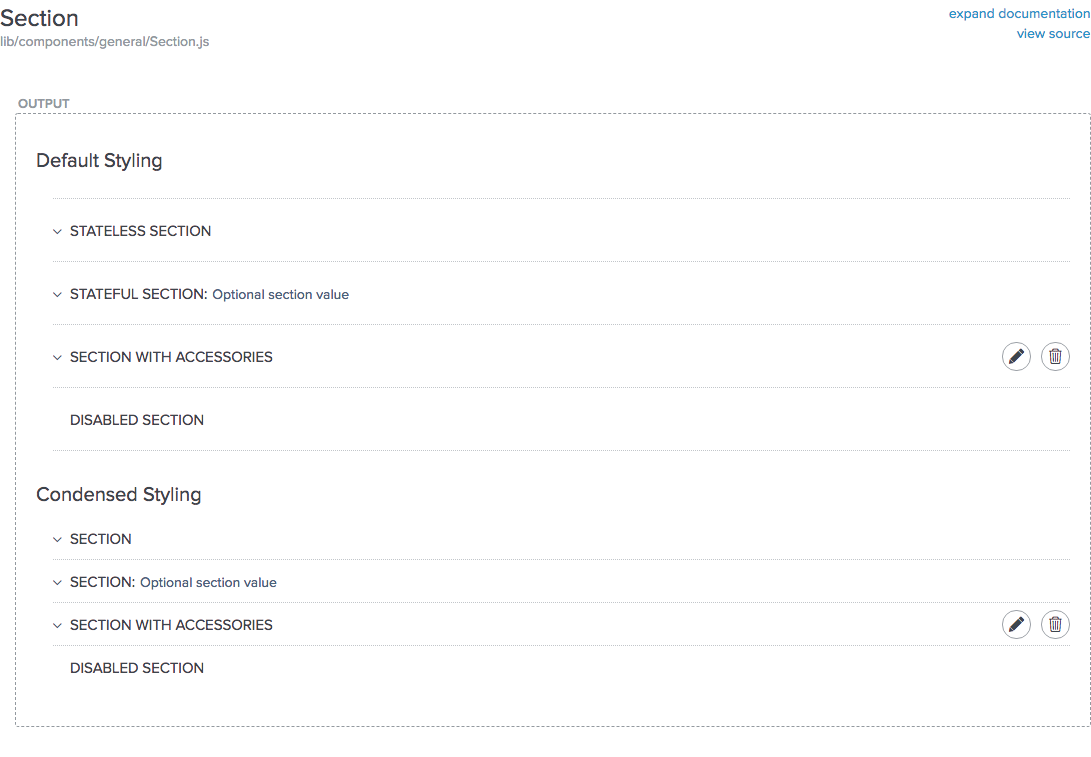 Section
expand documentation
lib/components/general/Section.js
view source
OUTPUT
Default Styling
STATELESS SECTION
STATEFUL SECTION: Optional section value
SECTION WITH ACCESSORIES
DISABLED SECTION
Condensed Styling
SECTION
SECTION: Optional section value
SECTION WITH ACCESSORIES
DISABLED SECTION